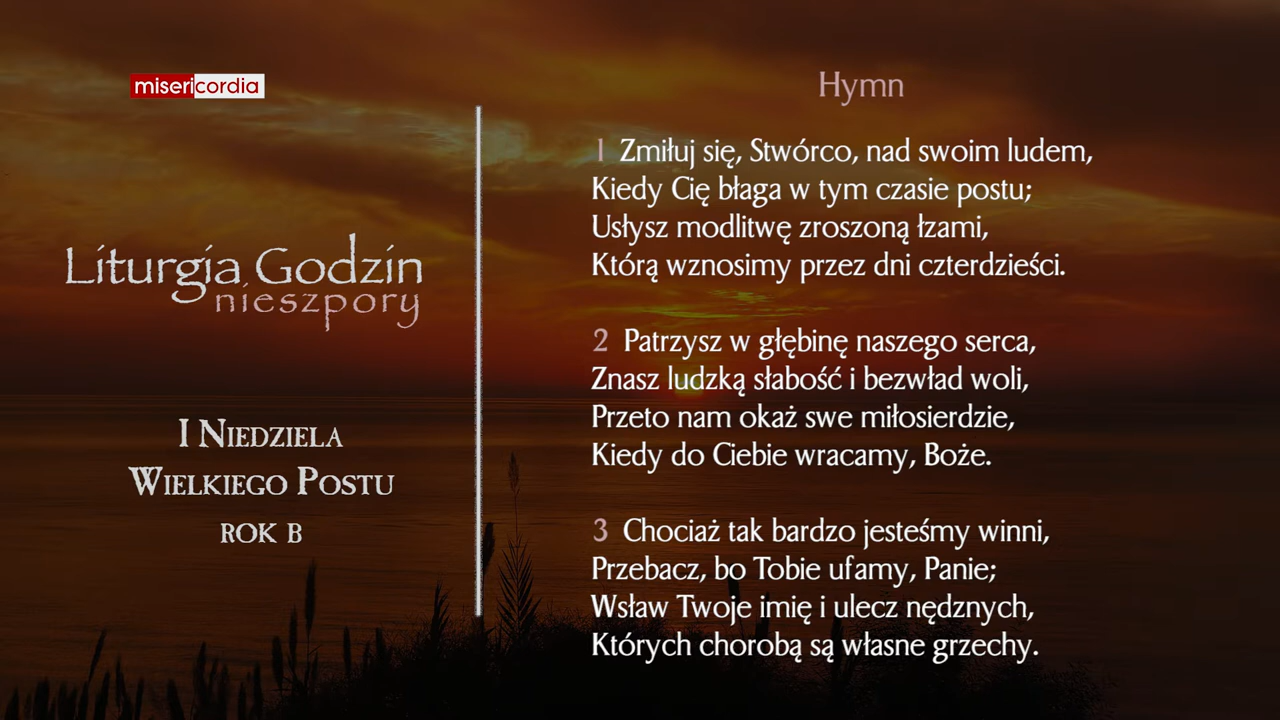 misericordia
Liturgia Godzin
nieszpory
I Niedziela
Wielkiego Postu
rok B
Hymn
1 Zmiłuj się, Stwórco, nad swoim ludem,
Kiedy Cię błaga w tym czasie postu;
Usłysz modlitwę zroszoną łzami,
Którą wznosimy przez dni czterdzieści.
2 Patrzysz w głębinę naszego serca,
Znasz ludzką słabość i bezwład woli,
Przeto nam okaż swe miłosierdzie,
Kiedy do Ciebie wracamy, Boże.
3 Chociaż tak bardzo jesteśmy winni,
Przebacz, bo Tobie ufamy, Panie;
Wsław Twoje imię i ulecz nędznych,
Których chorobą są własne grzechy.